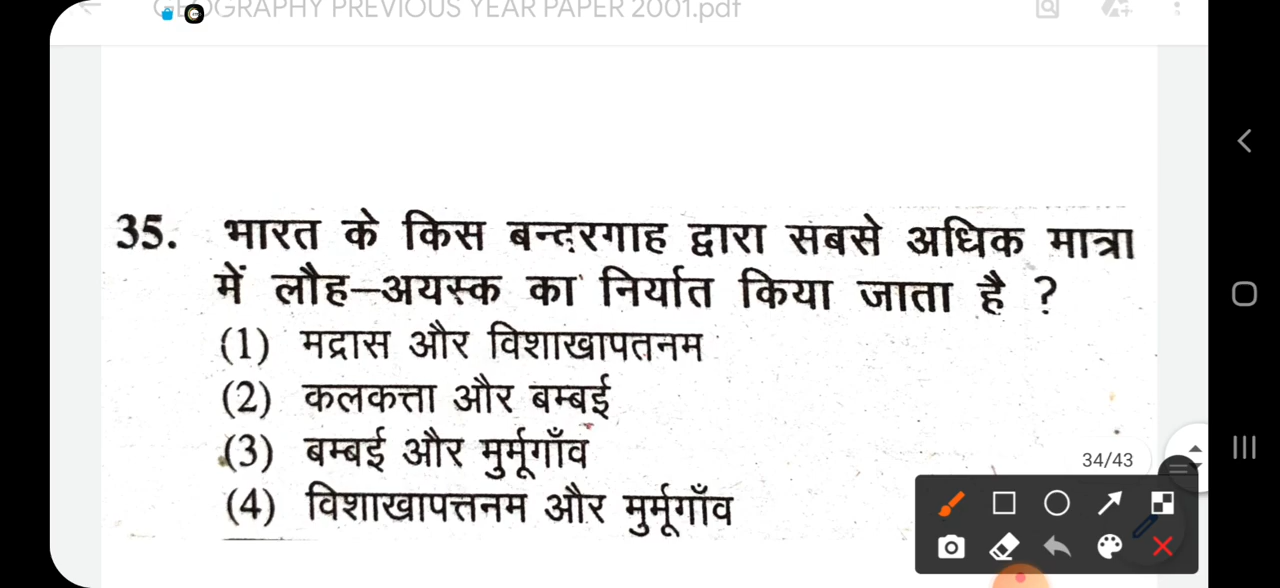 GEOGRAPHY PREVIOUS YEAR PAPER 2001.pdf
35. भारत के किस बन्दरगाह द्वारा सबसे अधिक मात्रा
में लौह-अयस्क का निर्यात किया जाता है ?
(1) मद्रास और विशाखापतनम
(2) कलकत्ता और बम्बई
(3) बम्बई और मुर्मूगाँव
(4) विशाखापत्तनम और मुर्मूगाँव
34/43